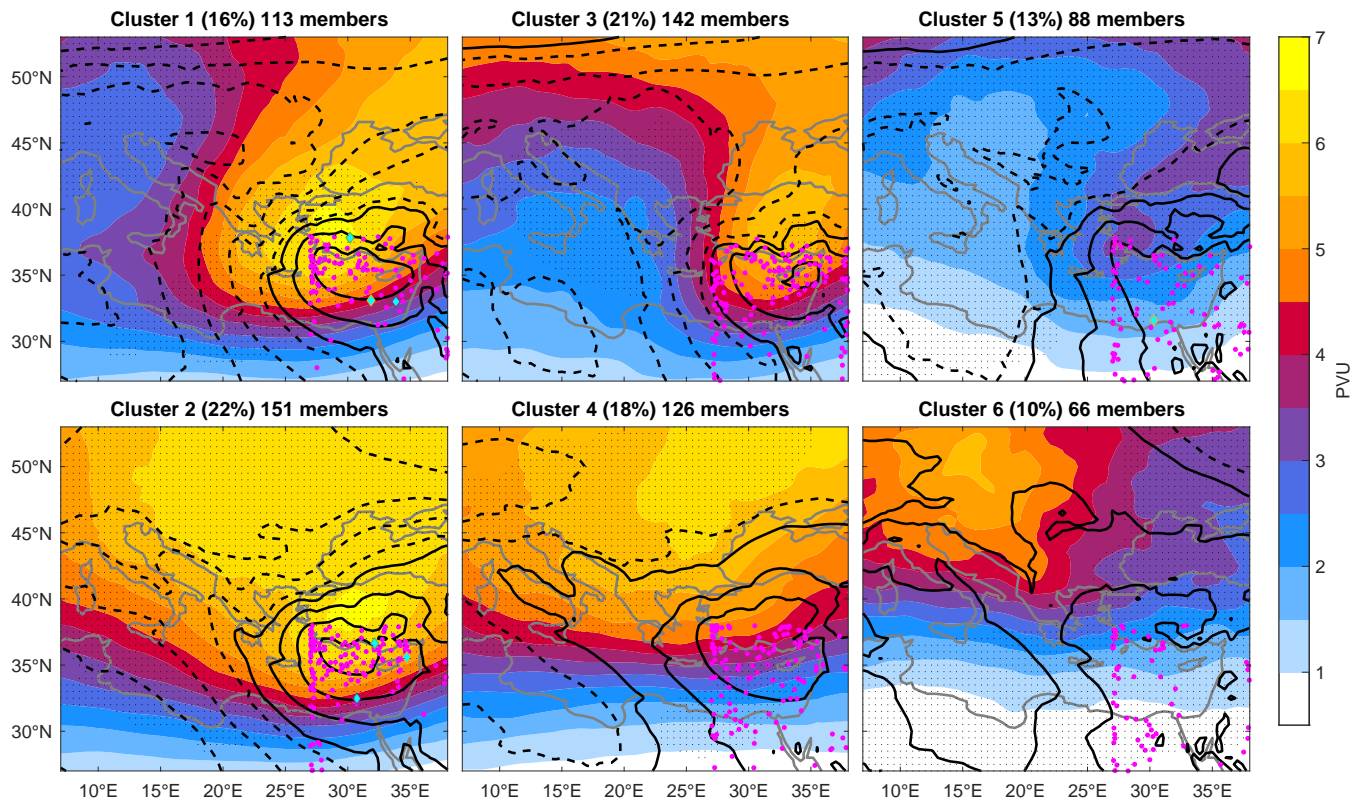 Cluster 1 (16%) 113 members
Cluster 3 (21%) 142 members
Cluster 5 (13%) 88 members
50°N
45°N
40°N
35°N
30°N
7
6
5
4
3
2
1
PVU
Cluster 2 (22%) 151 members
Cluster 4 (18%) 126 members
Cluster 6 (10%) 66 members
50°N
45°N
40°N
35°N
30°N
10°E 15°E 20°E 25°E 30°E 35°E
10°E 15°E 20°E 25°E 30°E 35°E
10°E 15°E 20°E 25°E 30°E 35°E